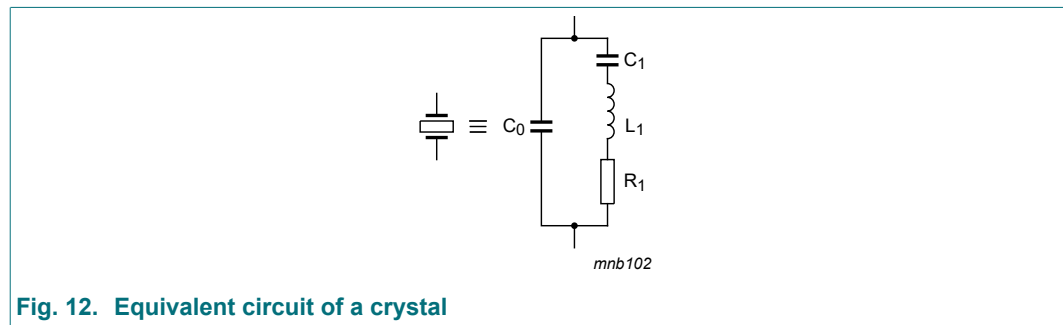 C1
C0
L1
R1
mnb102
Fig. 12. Equivalent circuit of a crystal